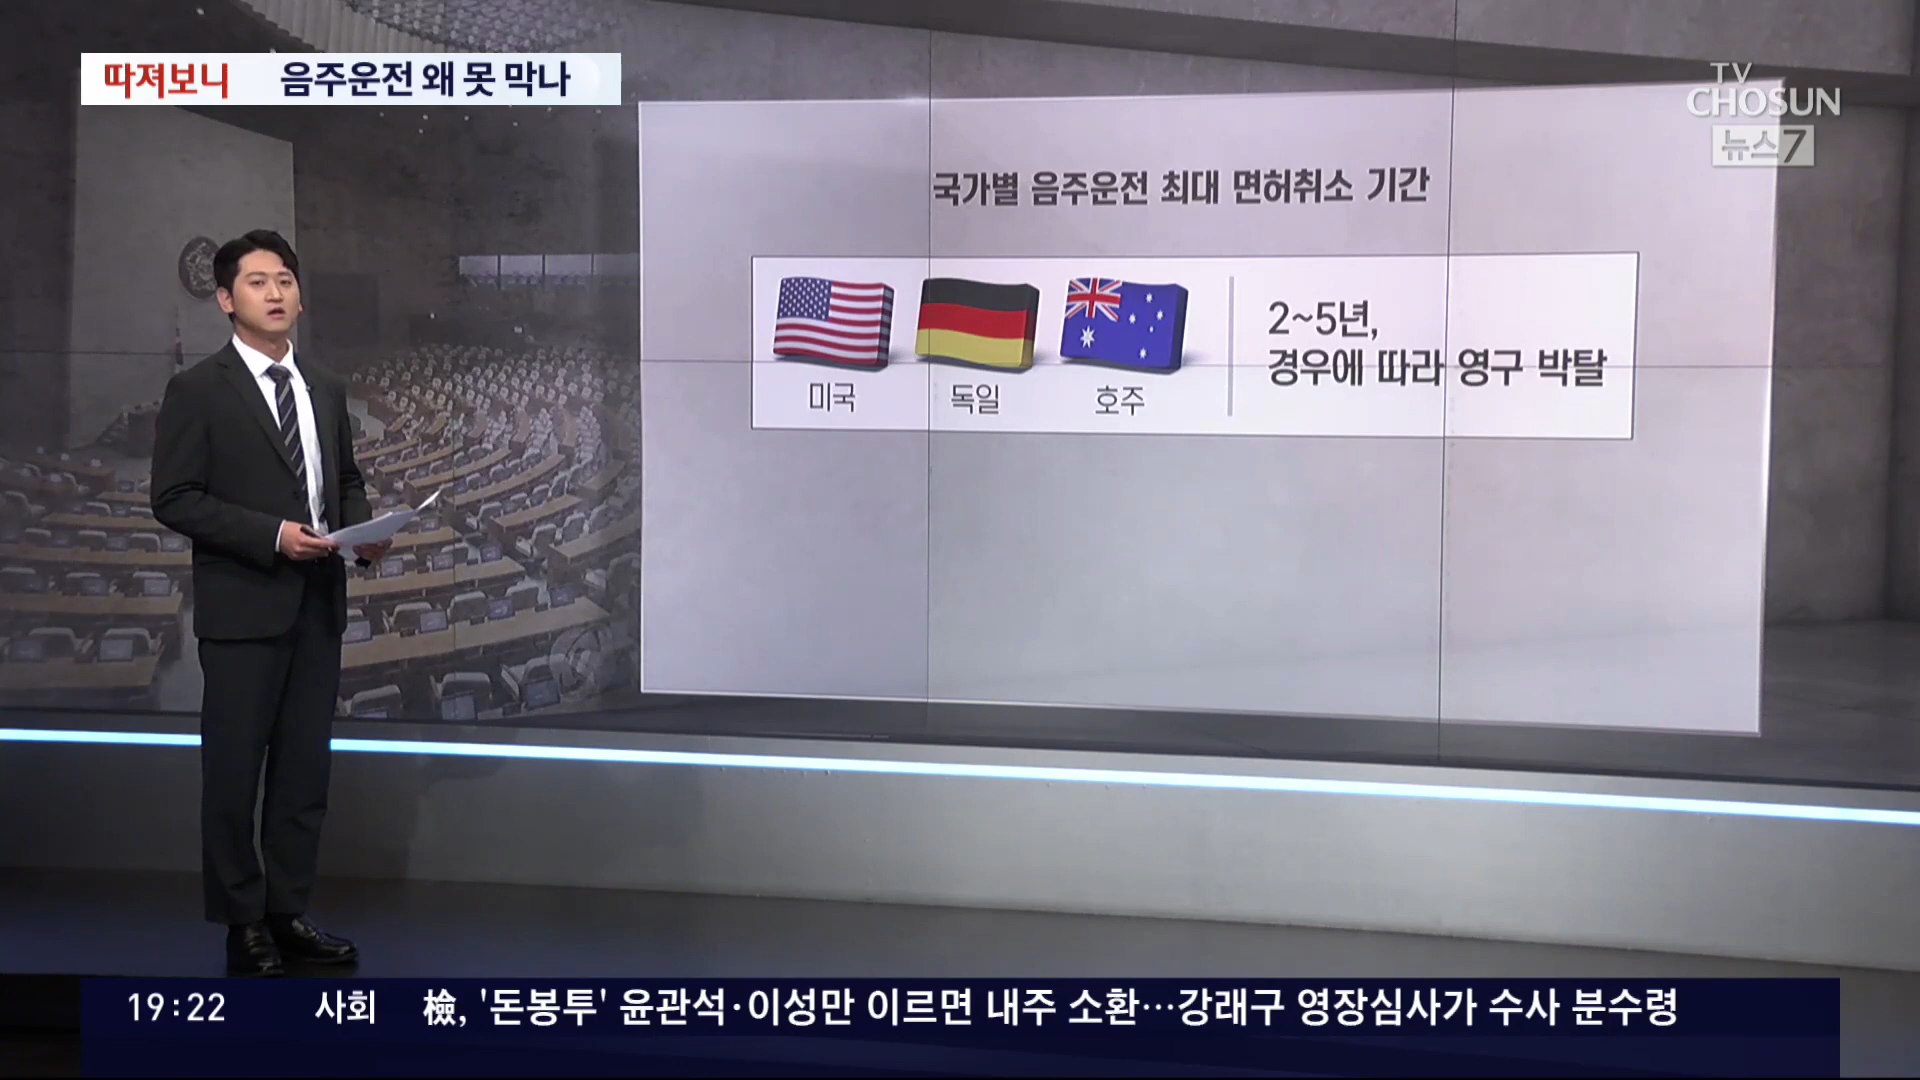 따져보니 음주운전 왜 못 막나
TV
CHOSUN
뉴스7
국가별 음주운전 최대 면허취소 기간
2~5년,
경우에 따라 영구 박탈
미국 독일 호주
19:22 사회 檢, '돈봉투' 윤관석·이성만 이르면 내주 소환…강래구 영장심사가 수사 분수령